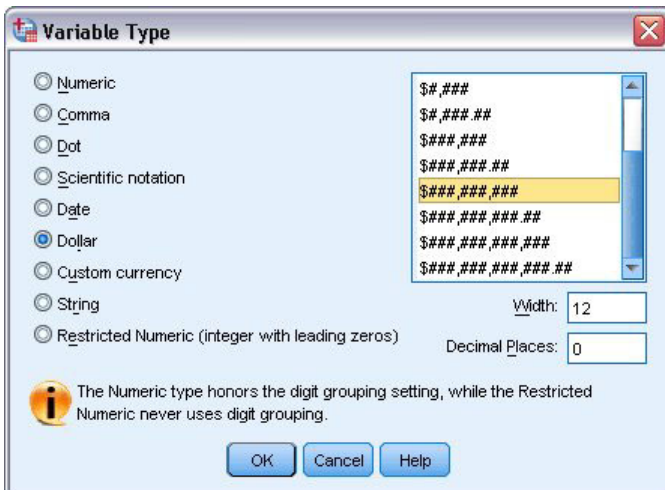 Variable Type
Numeric
Comma
Dot
Scientific notation
Date
Dollar
Custom currency
String
Restricted Numeric (integer with leading zeros)
$#,###
$#,###.##
$###,###
$###,###.##
$###,###,###
$###,###,###.##
$###,###,###,###
$###,###,###,###.##
Width: 12
Decimal Places: 0
The Numeric type honors the digit grouping setting, while the Restricted
Numeric never uses digit grouping.
OK Cancel Help